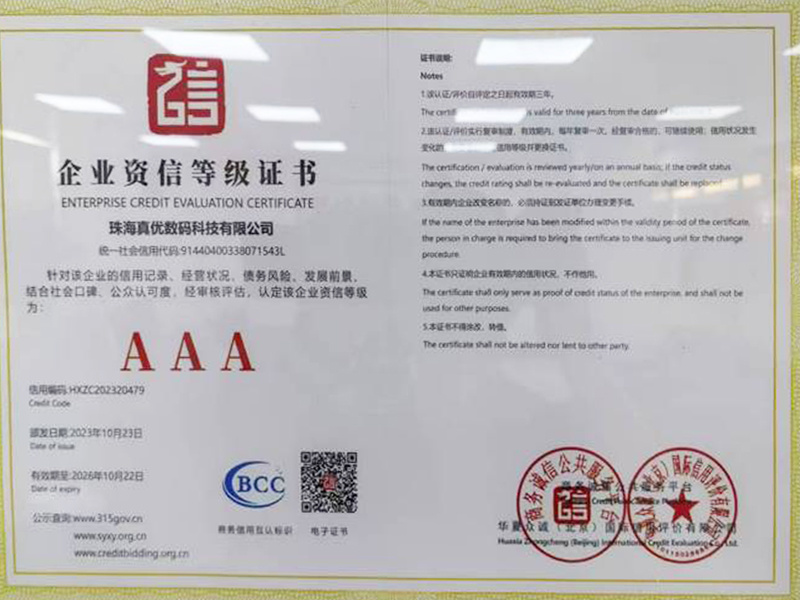 信
企业资信等级证书
ENTERPRISE CREDIT EVALUATION CERTIFICATE
珠海真优数码科技有限公司
统一社会信用代码:91440400338071543L
针对该企业的信用记录、经营状况、债务风险、发展前景,
结合社会口碑、公众认可度,经审核评估,认定该企业资信等级
为:
AAA
信用编码:HXZC202320479
Credit Code
颁发日期:2023年10月23日
Date of issue
有效期至:2026年10月22日
Date of expiry
公示查询:www.315gov.cn
www.syxy.org.cn
www.creditbidding.org.cn
BCC
商务信用互认标识
电子证书
证书说明:
Notes
1.该认证/评价自评定之日起有效期三年。
The is valid for three years from the date of
2.该认证/评价实行复审制度,有效期内,每年复审一次,经复审合格的,可继续使用;信用状况发生
变化的 信用等级并更换证书。
The certification / evaluation is reviewed yearly/on an annual basis; if the credit status
changes, the credit rating shall be re-evaluated and the certificate shall be replaced
3.有效期内企业改变名称的,必须持证到发证单位办理变更手续。
If the name of the enterprise has been modified within the validity period of the certificate,
the person in charge is required to bring the certificate to the issuing unit for the change
procedure.
4.本证书只证明企业有效期内的信用状况,不作他用。
The certificate shall only serve as proof of credit status of the enterprise, and shall not be
used for other purposes.
5.本证书不得涂改、转借。
The certificate shall not be altered nor lent to other party
商务诚信公共服务平台
华夏众诚(北京)国际信用评价有限公司
Huaxia Zhongcheng (Beijing) International Credit Evaluation Co., Ltd.